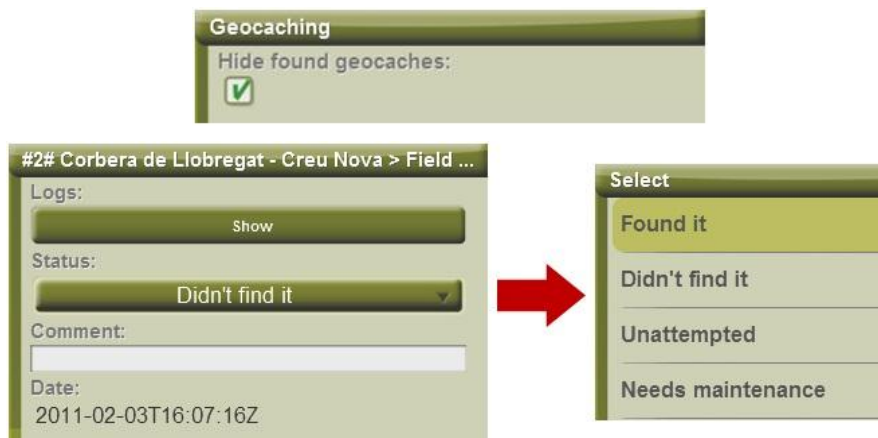 Geocaching
Hide found geocaches:
#2# Corbera de Llobregat - Creu Nova > Field ...
Logs:
Show
Status:
Didn't find it
Comment:
Date:
2011-02-03T16:07:16Z
Select
Found it
Didn't find it
Unattempted
Needs maintenance